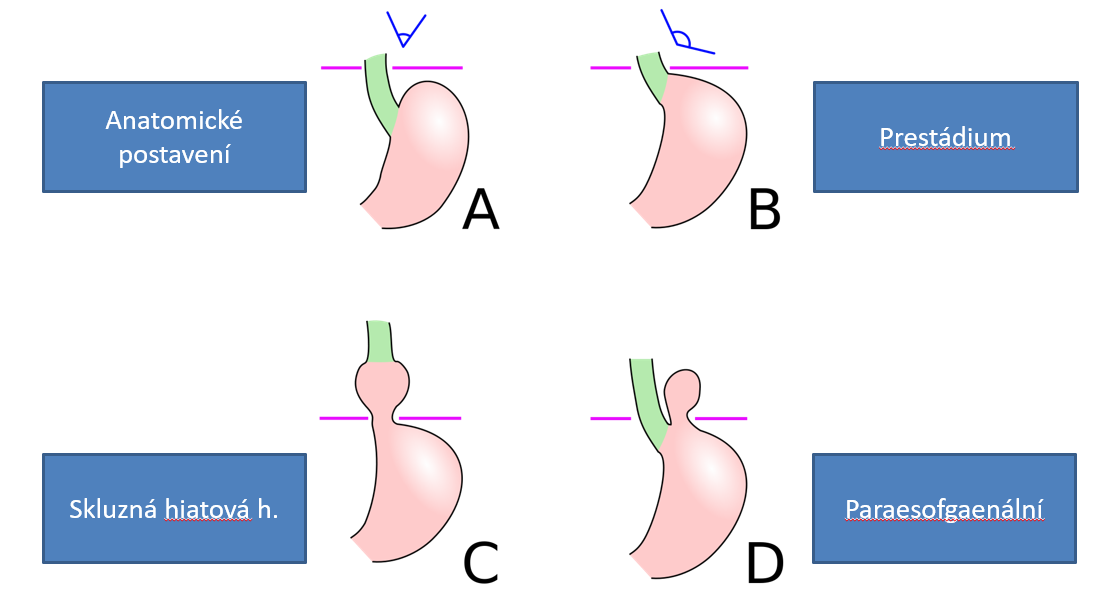 Anatomické
postavení
A
B
Prestádium
Skluzná hiatová h.
C
D
Paraesofgaenální